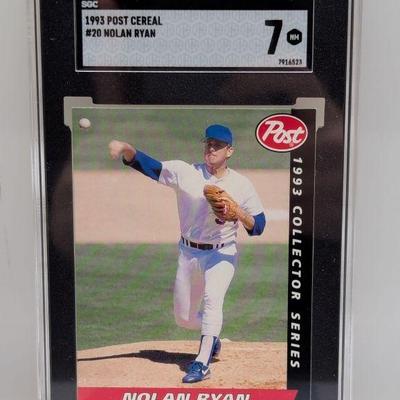 SGC
1993 POST CEREAL
#20 NOLAN RYAN
7
NM
7916523
Post
1993 COLLECTOR SERIES
NOLAN RYAN